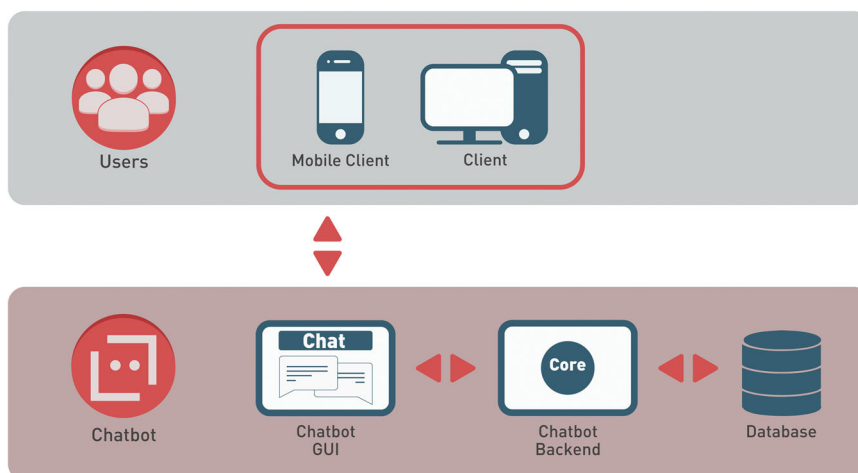 Users
Mobile Client
Client
Chat
Core
Chatbot
Chatbot
GUI
Chatbot
Backend
Database